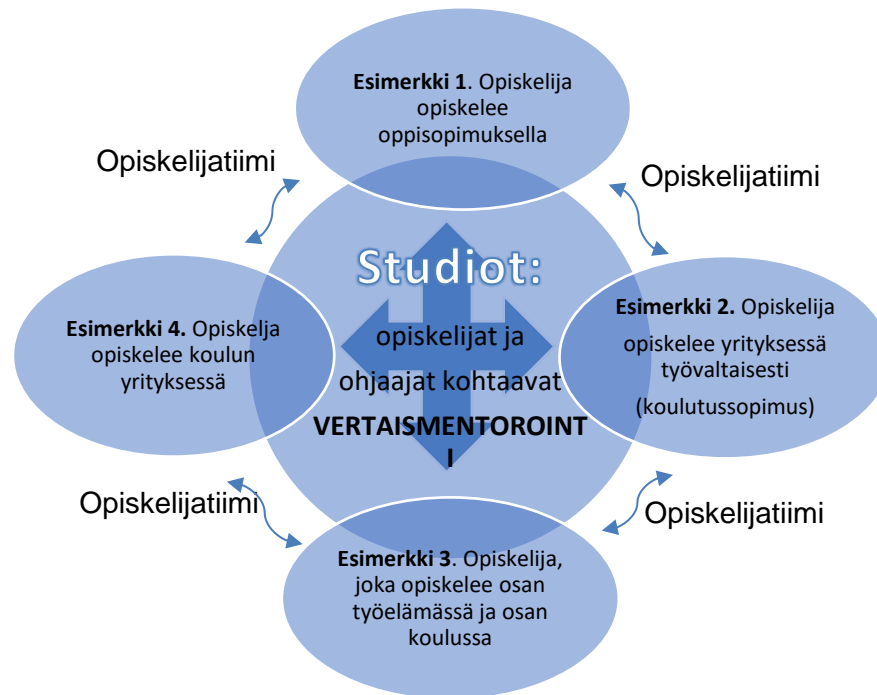 Esimerkki 1. Opiskelija
opiskelee
oppisopimuksella
Opiskelijatiimi
Opiskelijatiimi
Studiot:
opiskelijat ja
ohjaajat kohtaavat
VERTAISMENTOROINT
I
Esimerkki 4. Opiskelja
opiskelee koulun
yrityksessä
Esimerkki 2. Opiskelija
opiskelee yrityksessä
työvaltaisesti
(koulutussopimus)
Opiskelijatiimi
Opiskelijatiimi
Esimerkki 3. Opiskelija,
joka opiskelee osan
työelämässä ja osan
koulussa